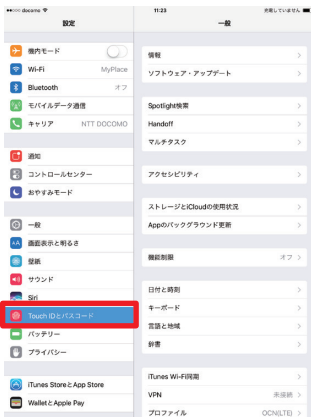 docomo
11:23
充電していません
設定
一般
機内モード
Wi-Fi MyPlace
Bluetooth オフ
モバイルデータ通信
キャリア NTT DOCOMO
通知
コントロールセンター
おやすみモード
一般
AA 画面表示と明るさ
壁紙
サウンド
Siri
Touch IDとパスコード
バッテリー
プライバシー
iTunes StoreとApp Store
WalletとApple Pay
情報
ソフトウェア・アップデート
Spotlight検索
Handoff
マルチタスク
アクセシビリティ
ストレージとiCloudの使用状況
Appのバックグラウンド更新
機能制限 オフ
日付と時刻
キーボード
言語と地域
辞書
iTunes Wi-Fi同期
VPN 未接続
プロファイル OCN(LTE)